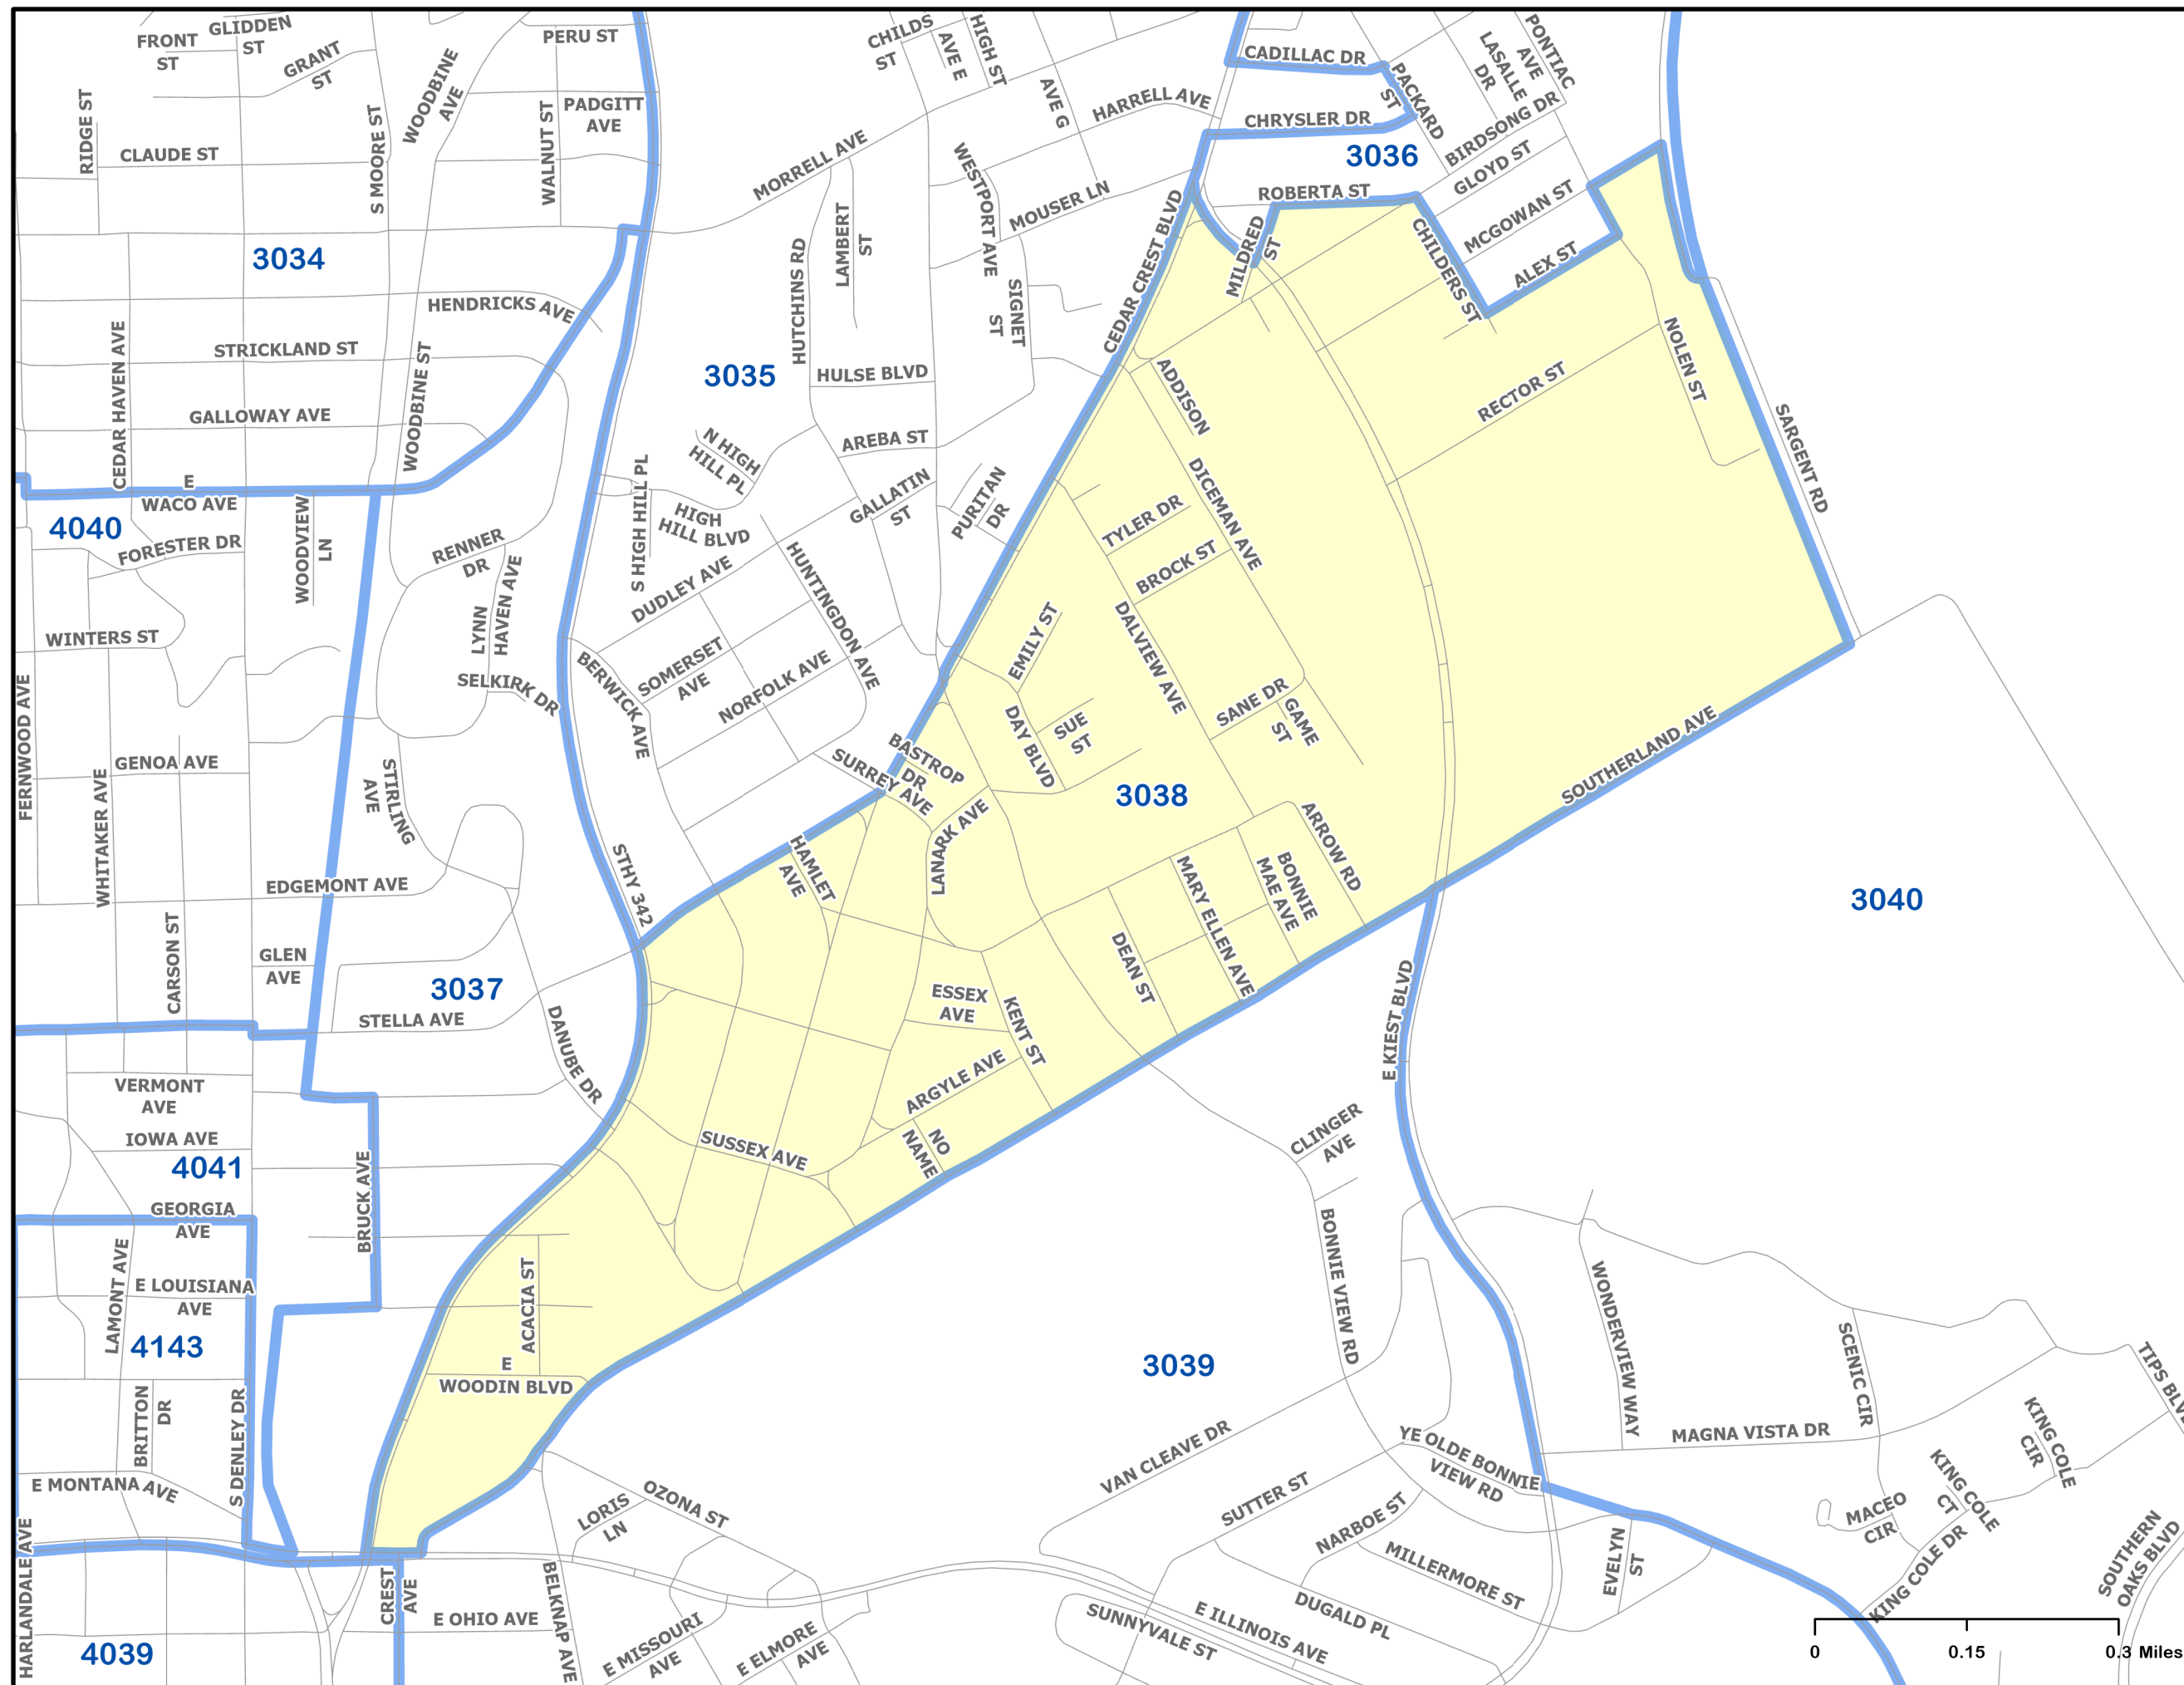 FRONT
ST
GLIDDEN
ST
GRANT
ST
WOODBINE
AVE
PERU ST
PADGITT
AVE
WALNUT ST
RIDGE ST
CLAUDE ST
S MOORE ST
3034
HENDRICKS AVE
STRICKLAND ST
CEDAR HAVEN AVE
GALLOWAY AVE
WOODBINE ST
E
WACO AVE
4040
FORESTER DR
WOODVIEW
LN
RENNER
DR
LYNN
HAVEN AVE
WINTERS ST
SELKIRK DR
FERNWOOD AVE
GENOA AVE
WHITAKER AVE
STIRLING
AVE
EDGEMONT AVE
CARSON ST
GLEN
AVE
3037
STELLA AVE
DANUBE DR
VERMONT
AVE
IOWA AVE
4041
BRUCK AVE
GEORGIA
AVE
LAMONT AVE
E LOUISIANA
AVE
4143
BRITTON
DR
S DENLEY DR
E MONTANA AVE
HARLANDALE AVE
4039
CHILDS
ST
AVE E
HIGH ST
AVE G
HARRELL AVE
MORRELL AVE
WESTPORT AVE
MOUSER LN
LAMBERT
ST
HUTCHINS RD
SIGNET
ST
3035
HULSE BLVD
AREBA ST
N HIGH
HILL PL
S HIGH HILL PL
HIGH
HILL BLVD
GALLATIN
ST
PURITAN
DR
DUDLEY AVE
HUNTINGDON AVE
SOMERSET
AVE
NORFOLK AVE
BERWICK AVE
STHY 342
CEDAR CREST BLVD
CADILLAC DR
PACKARD
ST
CHRYSLER DR
3036
LASALLE
DR
PONTIAC
AVE
BIRDSONG DR
GLOYD ST
ROBERTA ST
MCGOWAN ST
MILDRED
ST
CHILDERS ST
ALEX ST
NOLEN ST
RECTOR ST
SARGENT RD
ADDISON
DICEMAN AVE
TYLER DR
BROCK ST
DALVIEW AVE
EMILY ST
SANE DR
GAME
ST
DAY BLVD
SUE
ST
BASTROP
DR
SURREY AVE
3038
LANARK AVE
HAMLET
AVE
ARROW RD
BONNIE
MAE AVE
MARY ELLEN AVE
DEAN ST
SOUTHERLAND AVE
3040
ESSEX
AVE
KENT ST
ARGYLE AVE
NO
NAME
SUSSEX AVE
E KIEST BLVD
CLINGER
AVE
BONNIE VIEW RD
ACACIA ST
E
WOODIN BLVD
3039
WONDERVIEW WAY
SCENIC CIR
TIPS BLVD
MAGNA VISTA DR
KING COLE
CIR
KING COLE
CT
MACEO
CIR
KING COLE DR
SOUTHERN
OAKS BLVD
VAN CLEAVE DR
YE OLDE BONNIE
VIEW RD
SUTTER ST
NARBOE ST
MILLERMORE ST
EVELYN
ST
DUGALD PL
OZONA ST
LORIS
LN
CREST
AVE
E OHIO AVE
BELKNAP AVE
E MISSOURI
AVE
E ELMORE
AVE
SUNNYVALE ST
E ILLINOIS AVE
0 0.15 0.3 Miles